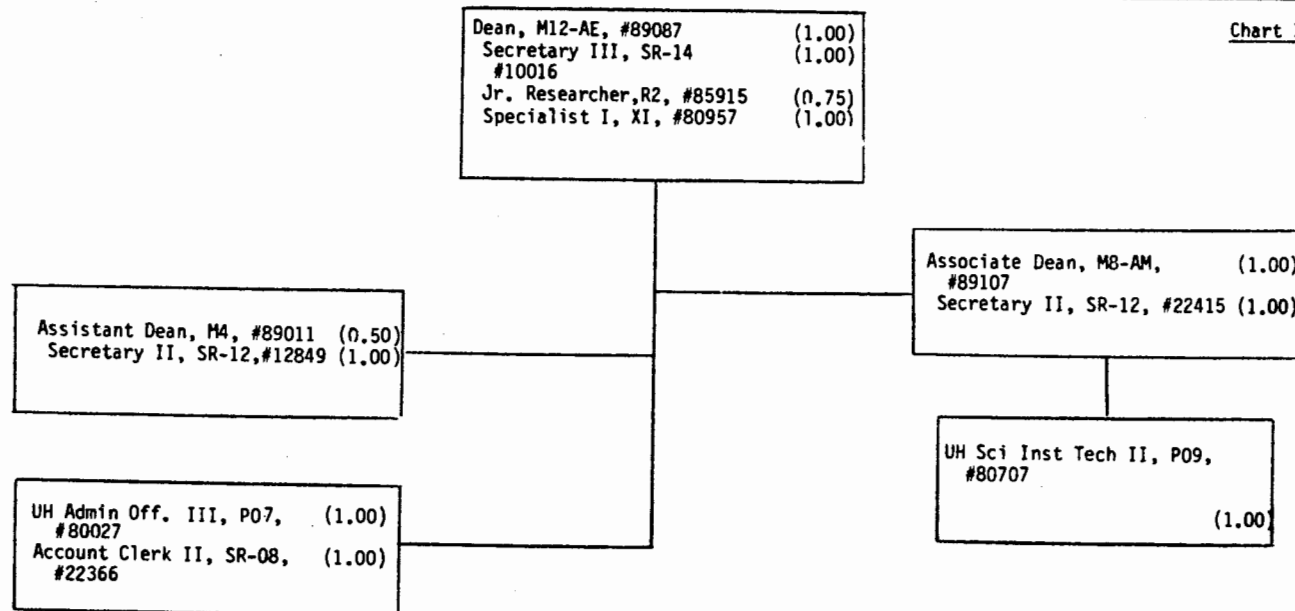 Chart
Dean, M12-AE, #89087 (1.00)
Secretary III, SR-14 (1.00)
#10016
Jr. Researcher,R2, #85915 (0.75)
Specialist I, XI, #80957 (1.00)
Associate Dean, M8-AM, (1.00)
#89107
Secretary II, SR-12, #22415 (1.00)
Assistant Dean, M4, #89011 (0.50)
Secretary II, SR-12,#12849 (1.00)
UH Sci Inst Tech II, P09,
#80707
(1.00)
UH Admin Off. III, P07, (1.00)
#80027
Account Clerk II, SR-08, (1.00)
#22366